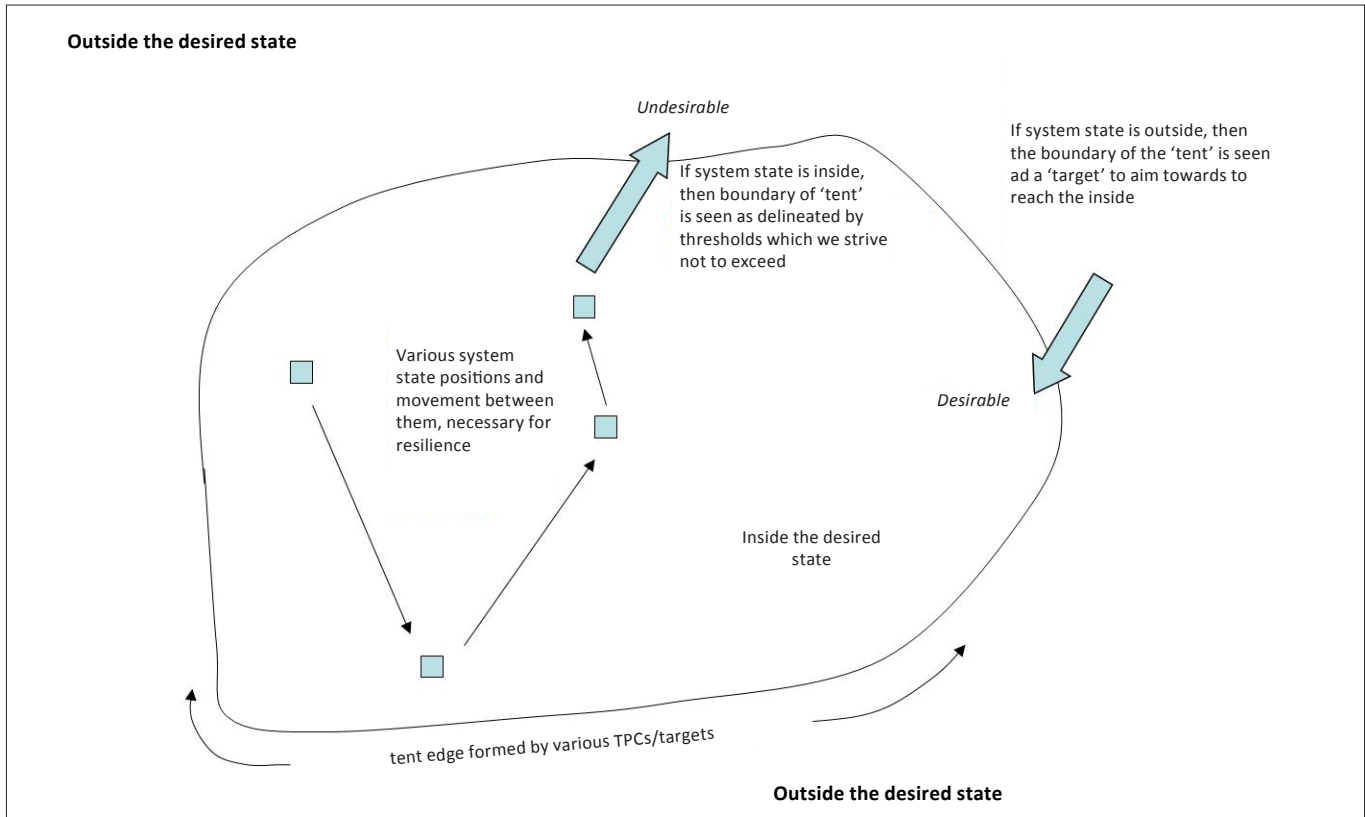 Outside the desired state
Undesirable
If system state is outside, then
the boundary of the ‘tent’ is seen
ad a ‘target’ to aim towards to
reach the inside
If system state is inside,
then boundary of ‘tent’
is seen as delineated by
thresholds which we strive
not to exceed
Various system
state positions and
movement between
them, necessary for
resilience
Desirable
Inside the desired
state
tent edge formed by various TPCs/targets
Outside the desired state